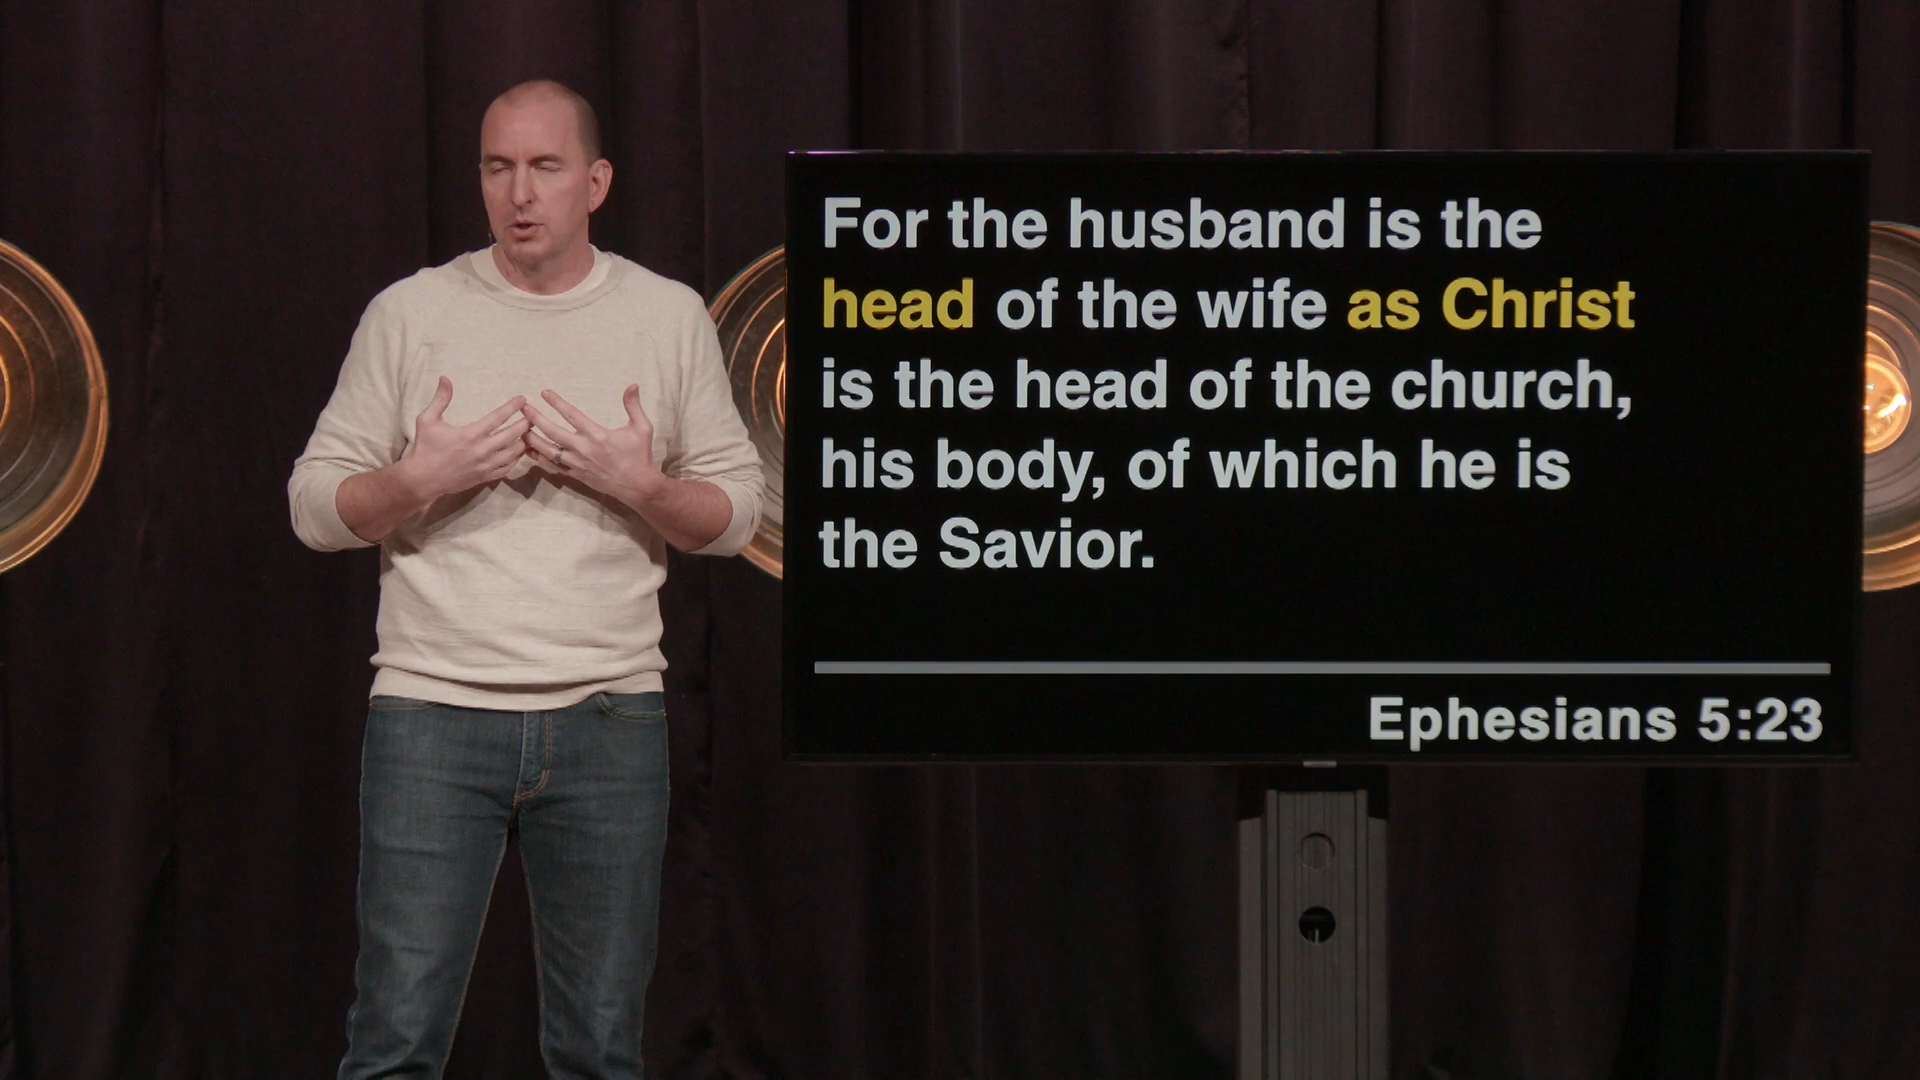 For the husband is the
head of the wife as Christ
is the head of the church,
his body, of which he is
the Savior.
Ephesians 5:23